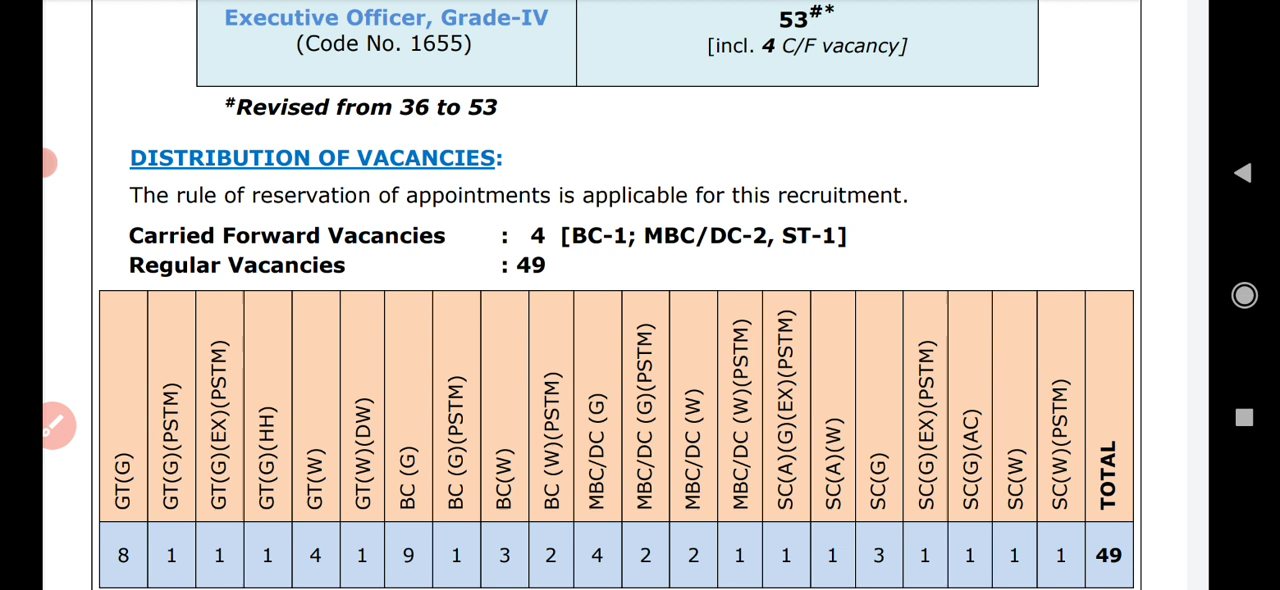 Executive Officer, Grade-IV
(Code No. 1655)
53#*
[incl. 4 C/F vacancy]
#Revised from 36 to 53
DISTRIBUTION OF VACANCIES:
The rule of reservation of appointments is applicable for this recruitment.
Carried Forward Vacancies : 4 [BC-1; MBC/DC-2, ST-1]
Regular Vacancies : 49
GT(G)
GT(G)(PSTM)
GT(G)(EX)(PSTM)
GT(G)(HH)
GT(W)
GT(W)(DW)
BC (G)
BC (G)(PSTM)
BC(W)
BC (W)(PSTM)
MBC/DC (G)
MBC/DC (G)(PSTM)
MBC/DC (W)
MBC/DC (W)(PSTM)
SC(A)(G)(EX)(PSTM)
SC(A)(W)
SC(G)
SC(G)(EX)(PSTM)
SC(G)(AC)
SC(W)
SC(W)(PSTM)
TOTAL
8 1 1 1 4 1 9 1 3 2 4 2 2 1 1 1 3 1 1 1 1 49